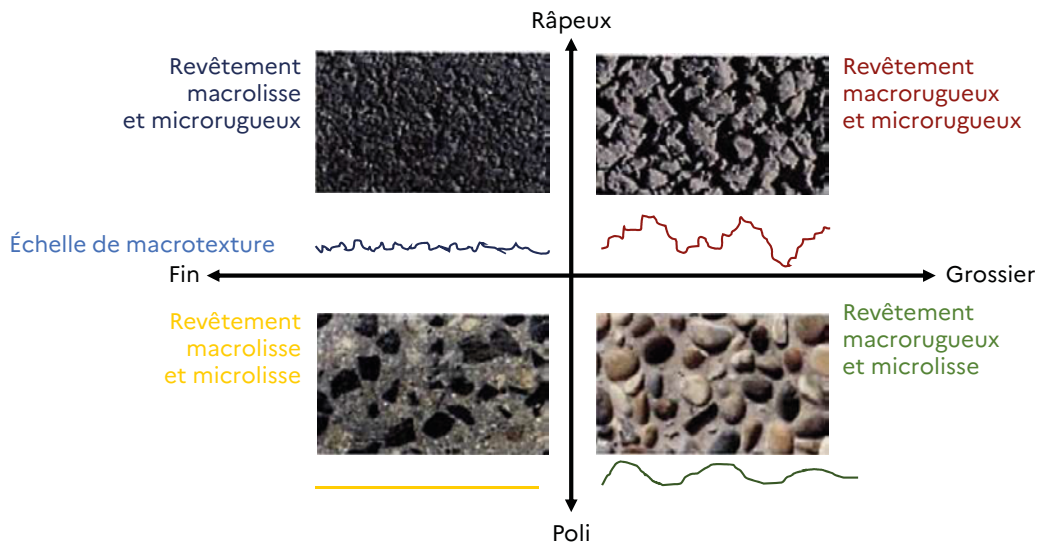 Râpeux
Revêtement
macrolisse
et microrugueux
Revêtement
macrorugueux
et microrugueux
Échelle de macrotexture
Fin
Grossier
Revêtement
macrolisse
et microlisse
Revêtement
macrorugueux
et microlisse
Poli